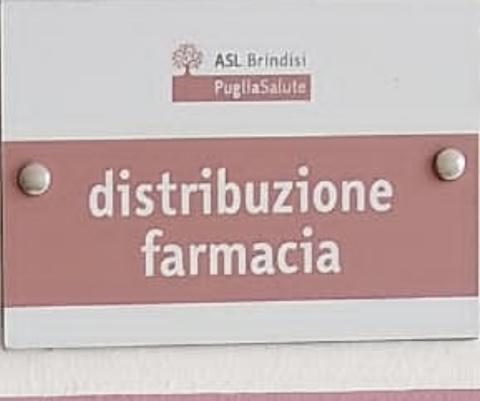 ASL Brindisi
PugliaSalute
distribuzione
farmacia